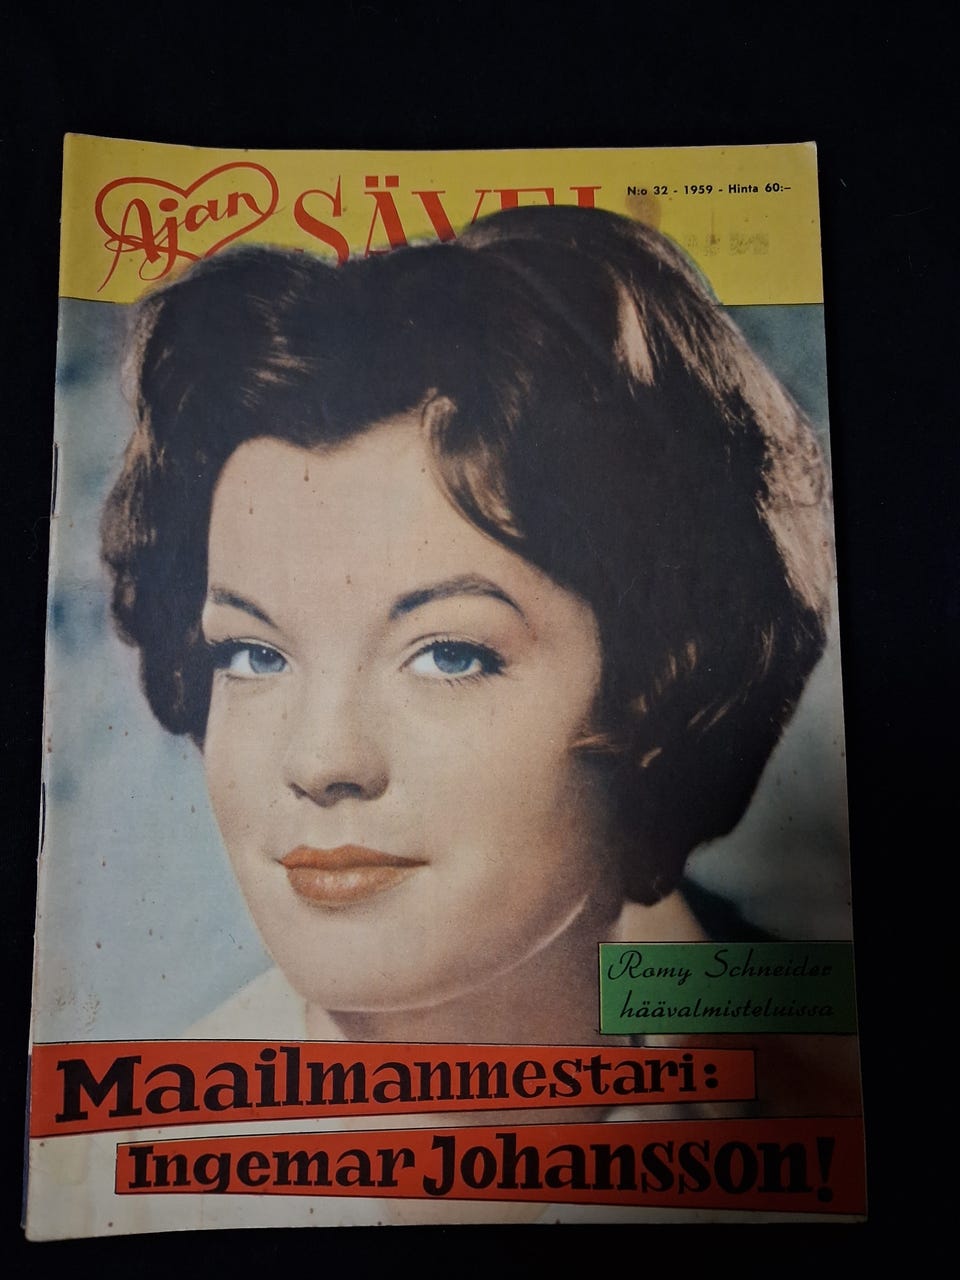 Ajan SÄVEL
N:o 32 - 1959 - Hinta 60:-
Romy Schneider
häävalmisteluissa
Maailmanmestari:
Ingemar Johansson!